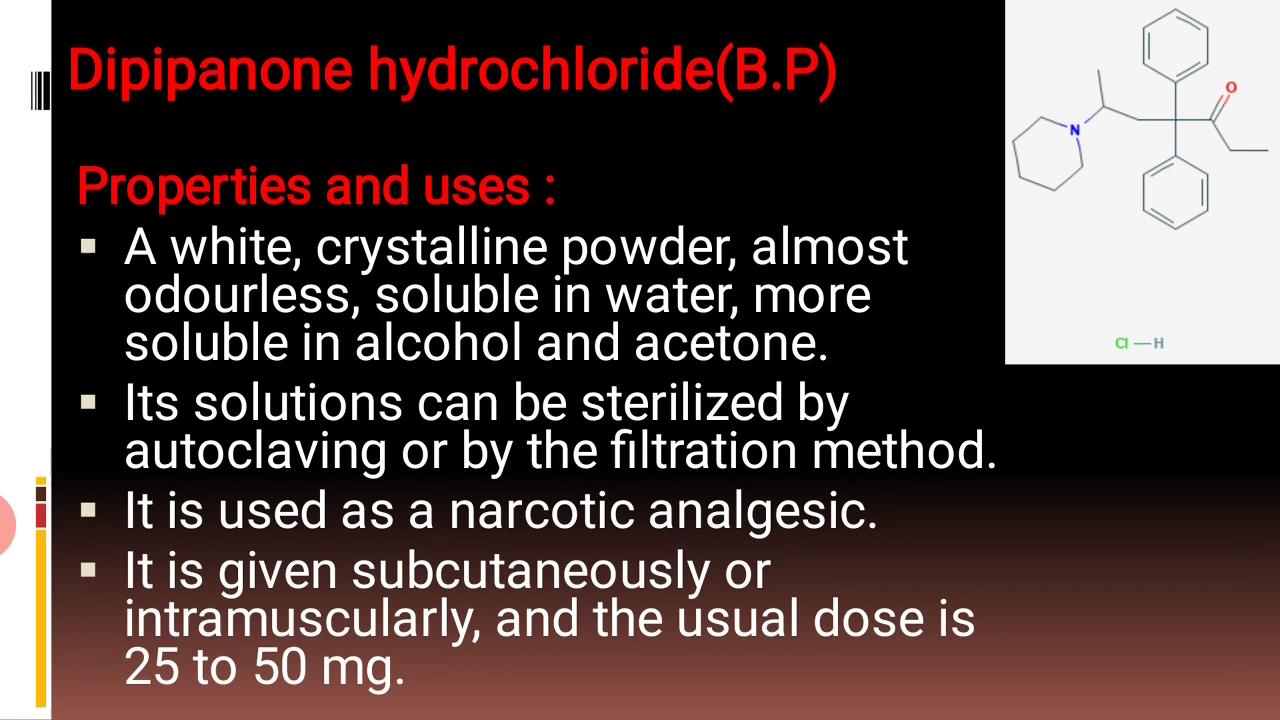 Dipipanone hydrochloride(B.P)
Properties and uses :
▪ A white, crystalline powder, almost
odourless, soluble in water, more
soluble in alcohol and acetone.
▪ Its solutions can be sterilized by
autoclaving or by the filtration method.
▪ It is used as a narcotic analgesic.
▪ It is given subcutaneously or
intramuscularly, and the usual dose is
25 to 50 mg.
O
N
Cl — H